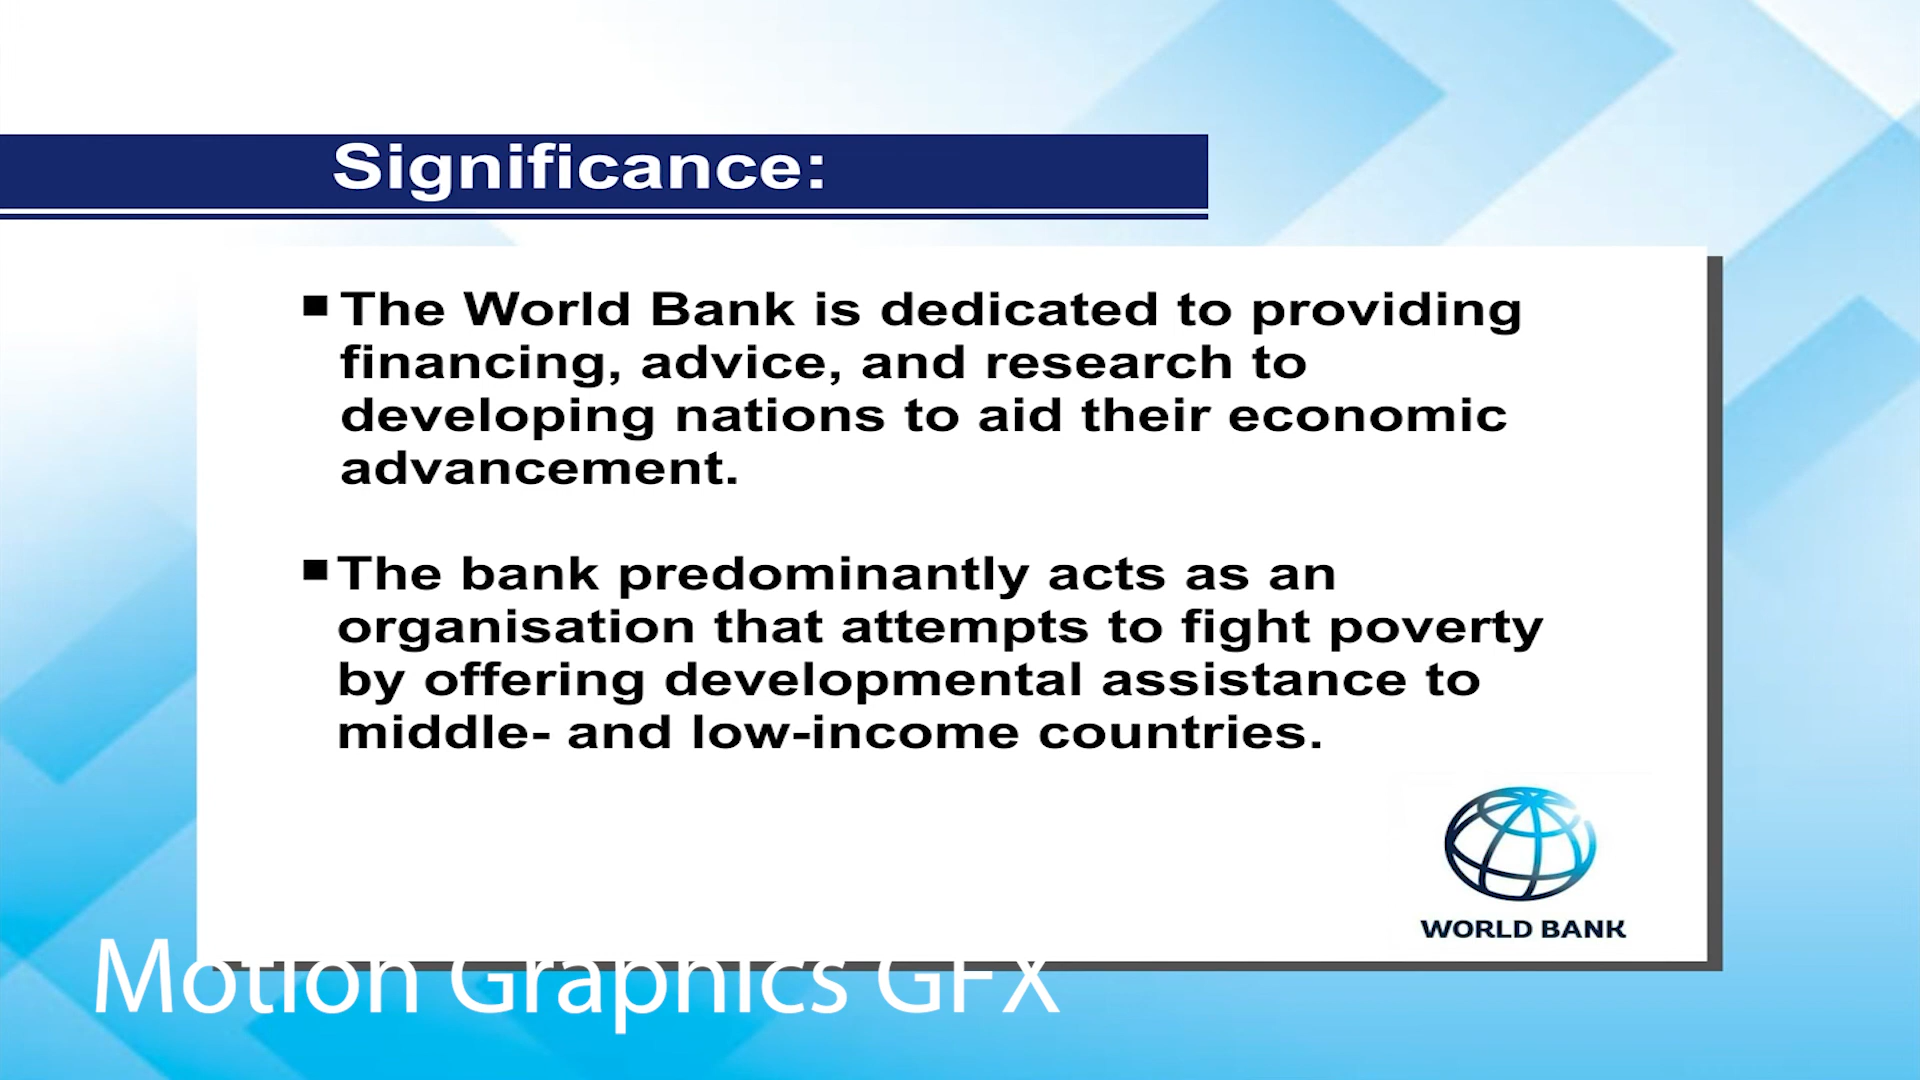 Significance:
▪ The World Bank is dedicated to providing
financing, advice, and research to
developing nations to aid their economic
advancement.
▪ The bank predominantly acts as an
organisation that attempts to fight poverty
by offering developmental assistance to
middle- and low-income countries.
WORLD BANK
Motion Graphics GFX